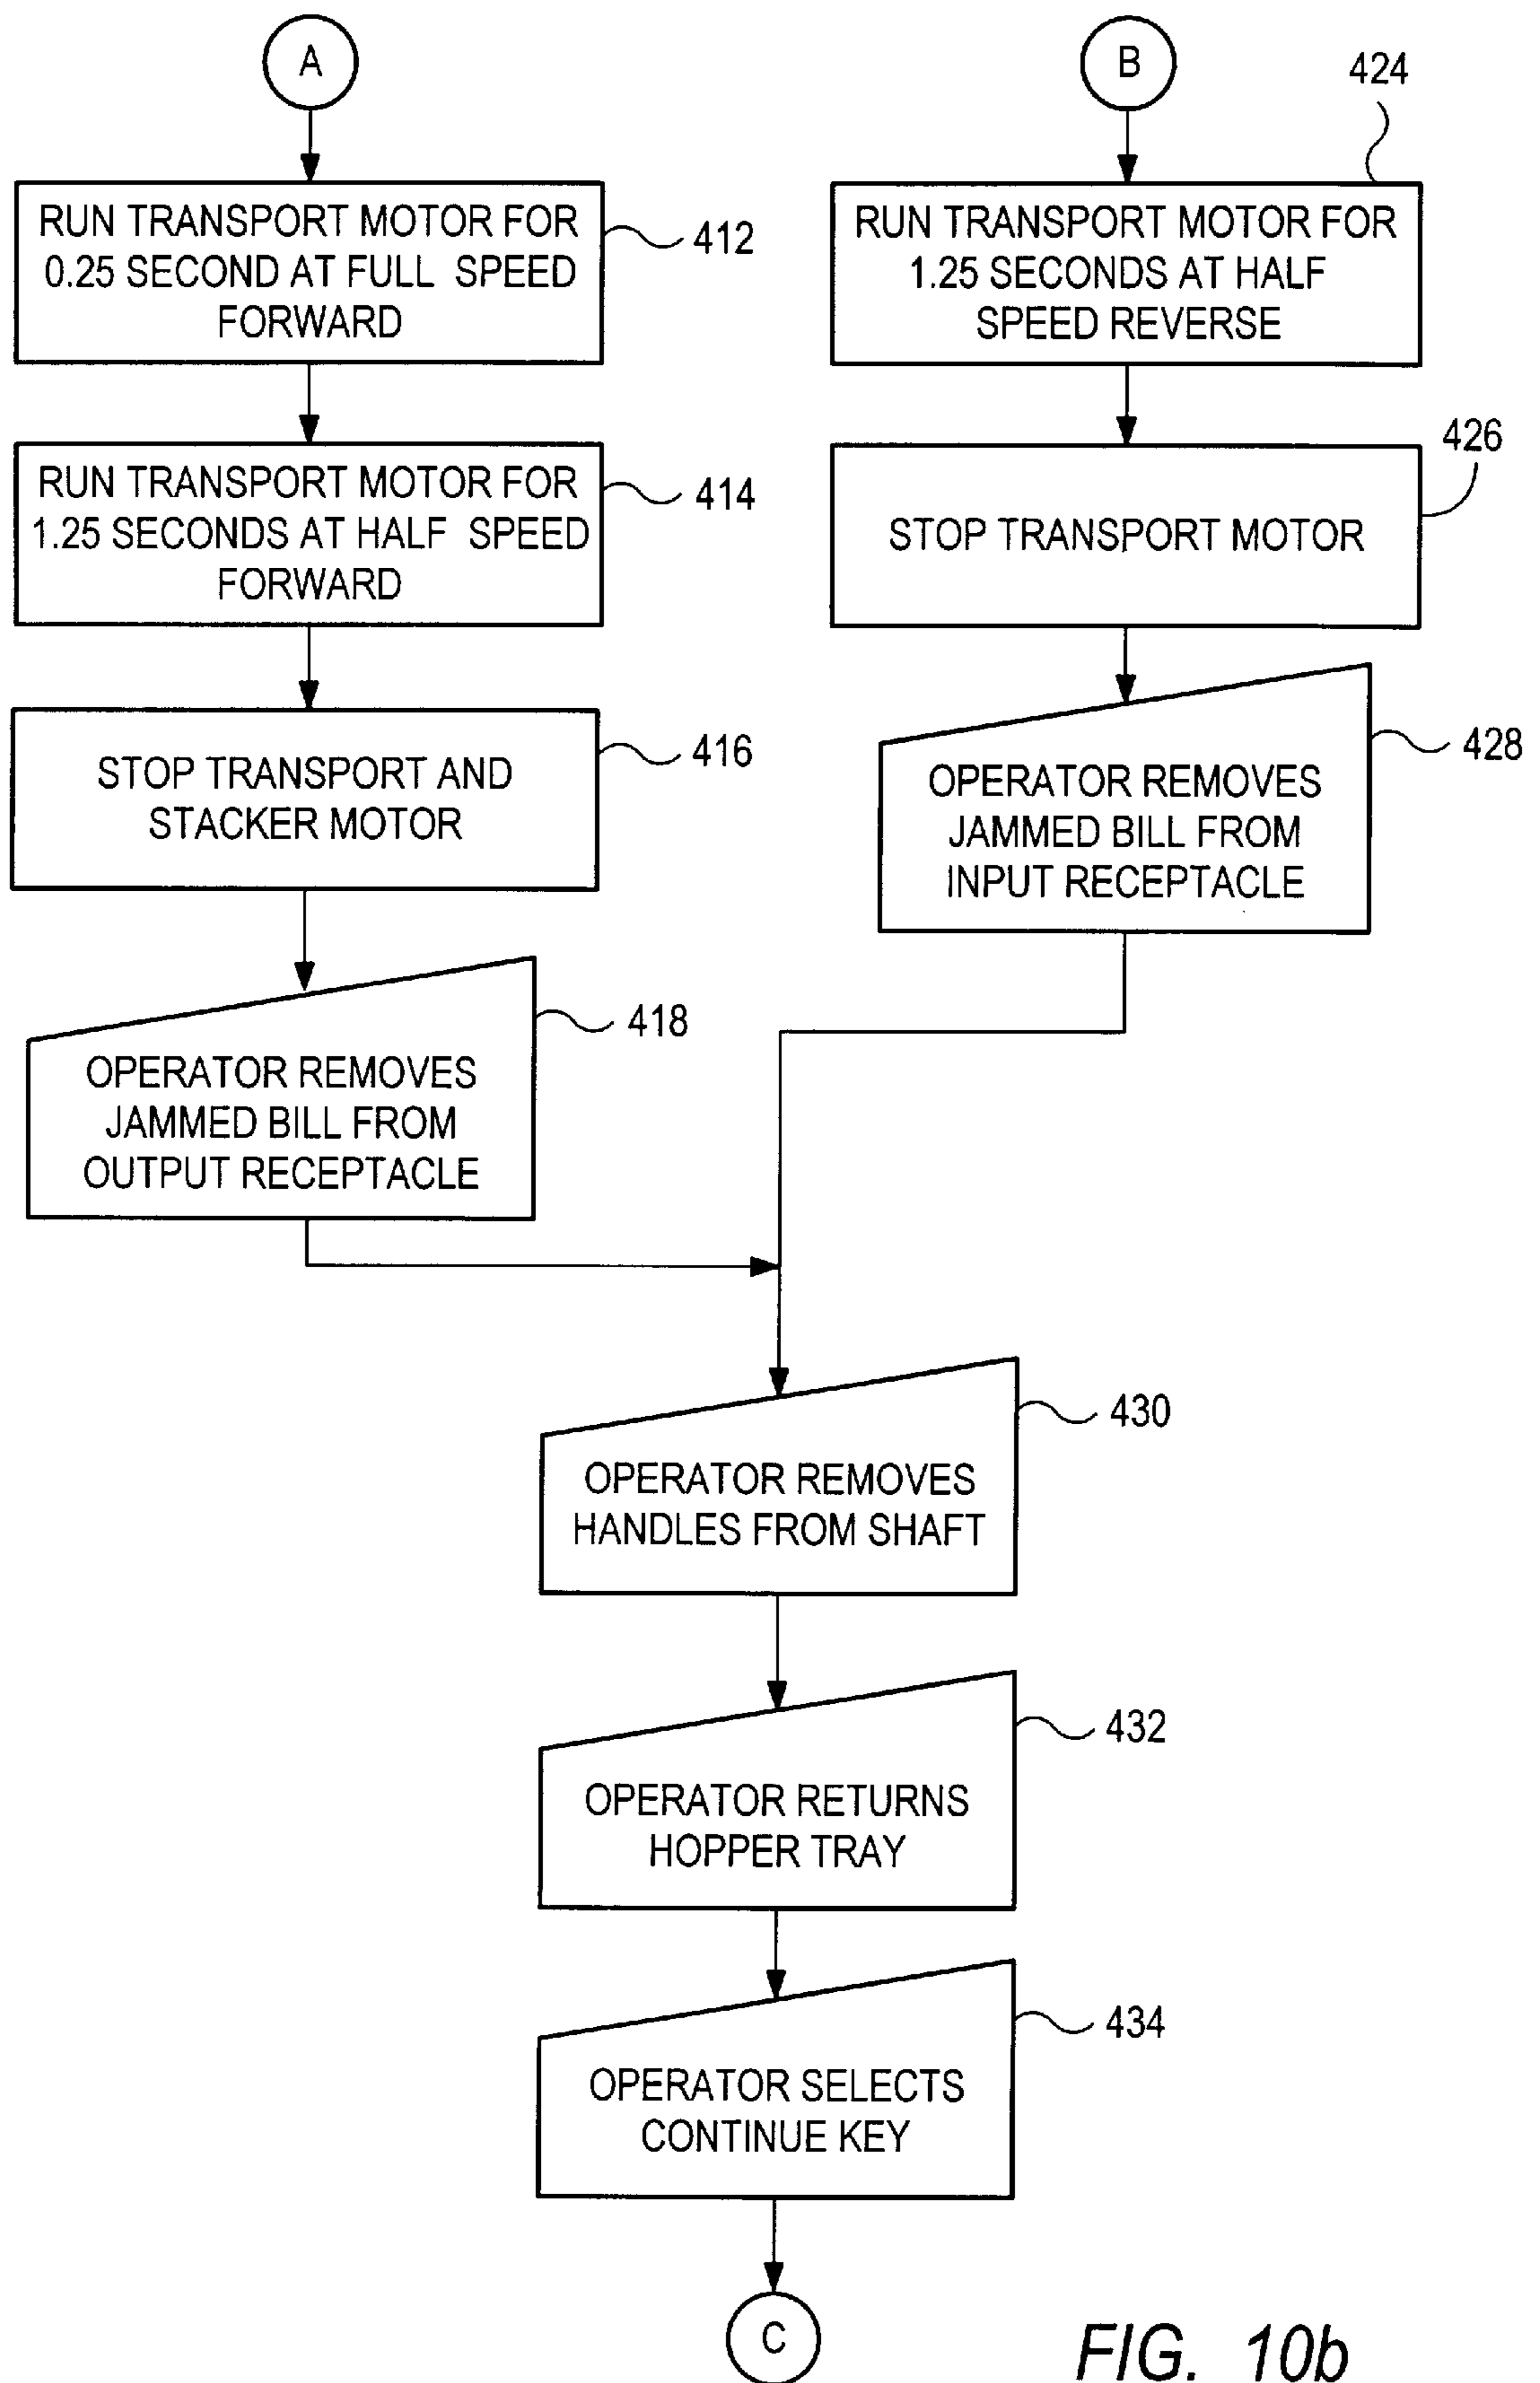 A
RUN TRANSPORT MOTOR FOR
0.25 SECOND AT FULL SPEED
FORWARD
412
RUN TRANSPORT MOTOR FOR
1.25 SECONDS AT HALF SPEED
FORWARD
414
STOP TRANSPORT AND
STACKER MOTOR
416
OPERATOR REMOVES
JAMMED BILL FROM
OUTPUT RECEPTACLE
418
B
424
RUN TRANSPORT MOTOR FOR
1.25 SECONDS AT HALF
SPEED REVERSE
426
STOP TRANSPORT MOTOR
428
OPERATOR REMOVES
JAMMED BILL FROM
INPUT RECEPTACLE
430
OPERATOR REMOVES
HANDLES FROM SHAFT
432
OPERATOR RETURNS
HOPPER TRAY
434
OPERATOR SELECTS
CONTINUE KEY
C
FIG. 10b